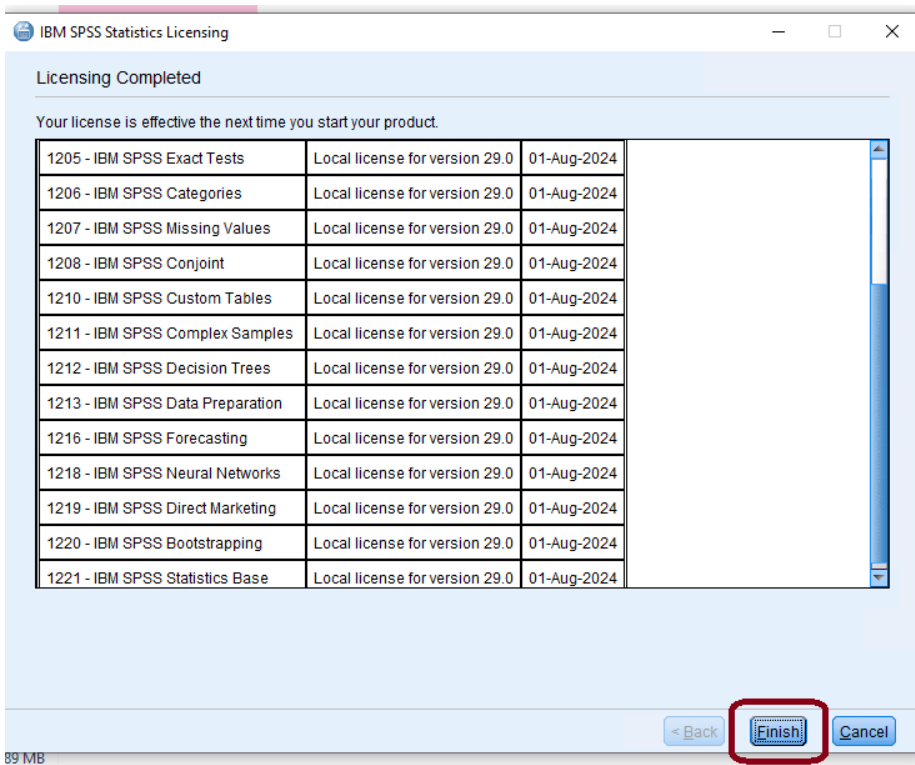 IBM SPSS Statistics Licensing
Licensing Completed
Your license is effective the next time you start your product.
1205 - IBM SPSS Exact Tests Local license for version 29.0 01-Aug-2024
1206 - IBM SPSS Categories Local license for version 29.0 01-Aug-2024
1207 - IBM SPSS Missing Values Local license for version 29.0 01-Aug-2024
1208 - IBM SPSS Conjoint Local license for version 29.0 01-Aug-2024
1210 - IBM SPSS Custom Tables Local license for version 29.0 01-Aug-2024
1211 - IBM SPSS Complex Samples Local license for version 29.0 01-Aug-2024
1212 - IBM SPSS Decision Trees Local license for version 29.0 01-Aug-2024
1213 - IBM SPSS Data Preparation Local license for version 29.0 01-Aug-2024
1216 - IBM SPSS Forecasting Local license for version 29.0 01-Aug-2024
1218 - IBM SPSS Neural Networks Local license for version 29.0 01-Aug-2024
1219 - IBM SPSS Direct Marketing Local license for version 29.0 01-Aug-2024
1220 - IBM SPSS Bootstrapping Local license for version 29.0 01-Aug-2024
1221 - IBM SPSS Statistics Base Local license for version 29.0 01-Aug-2024
< Back Finish Cancel
89 MB